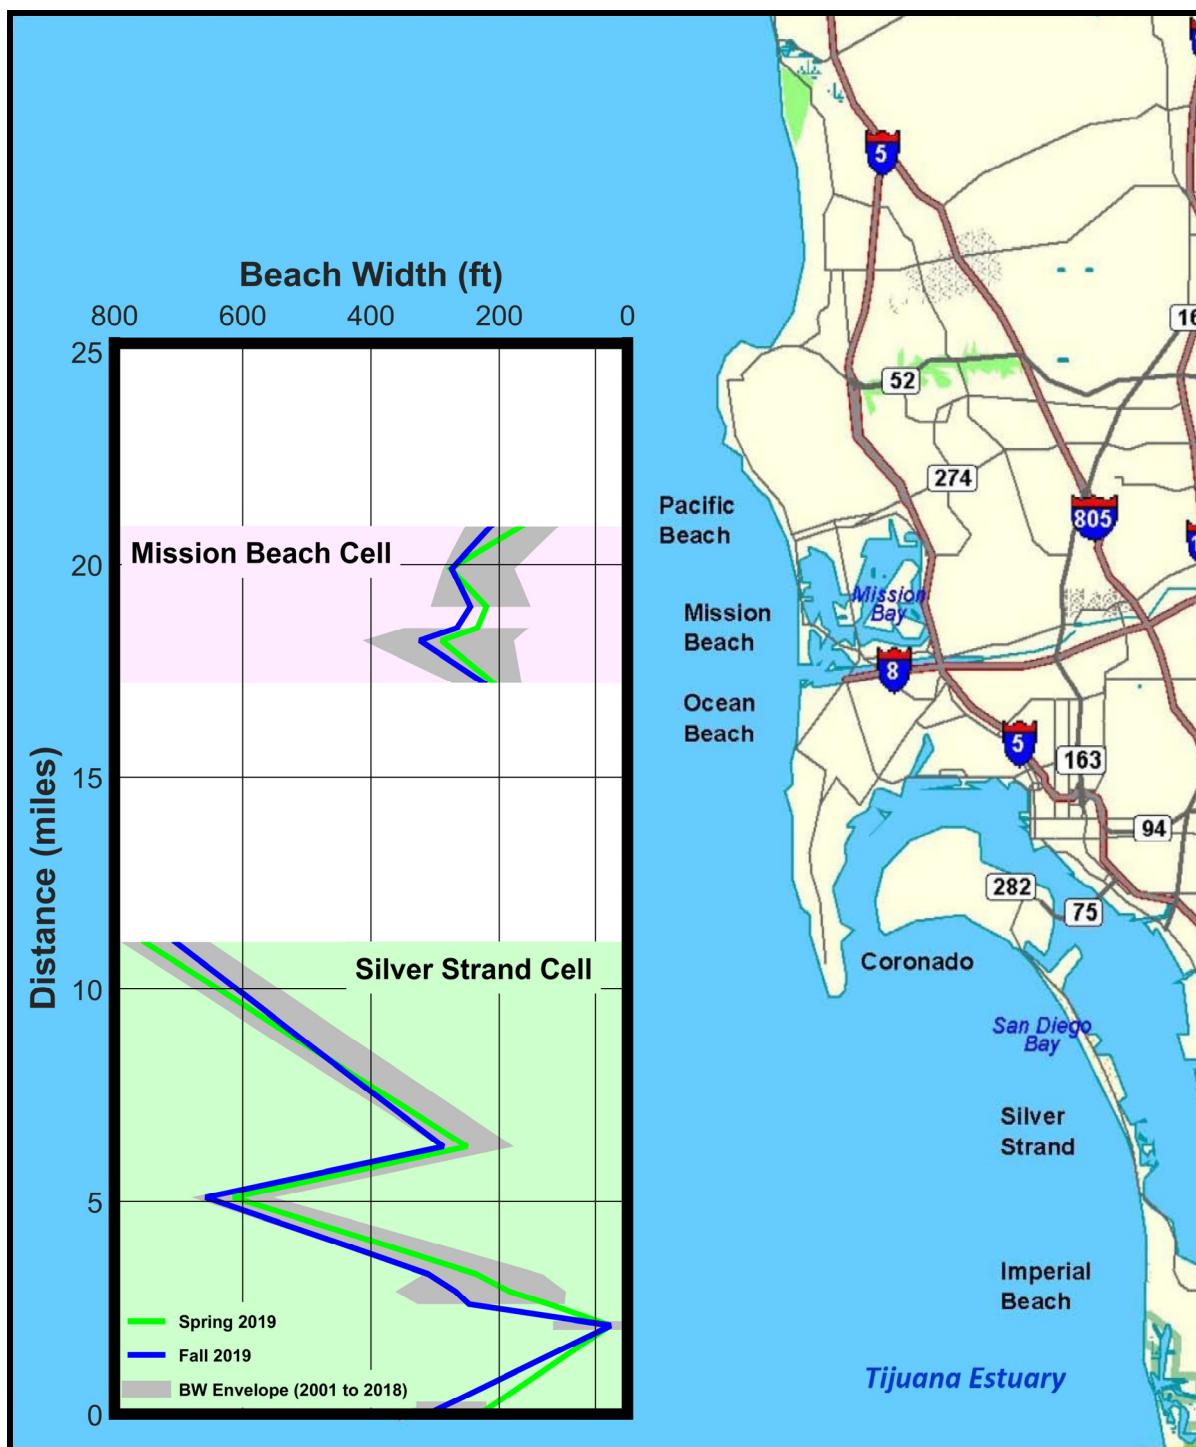 Beach Width (ft)
800 600 400 200 0
25
20
15
10
5
0
Distance (miles)
Mission Beach Cell
Silver Strand Cell
Spring 2019
Fall 2019
BW Envelope (2001 to 2018)
5
16
52
274
805
Pacific
Beach
Mission
Bay
Mission
Beach
8
Ocean
Beach
5
163
94
282
75
Coronado
San Diego
Bay
Silver
Strand
Imperial
Beach
Tijuana Estuary